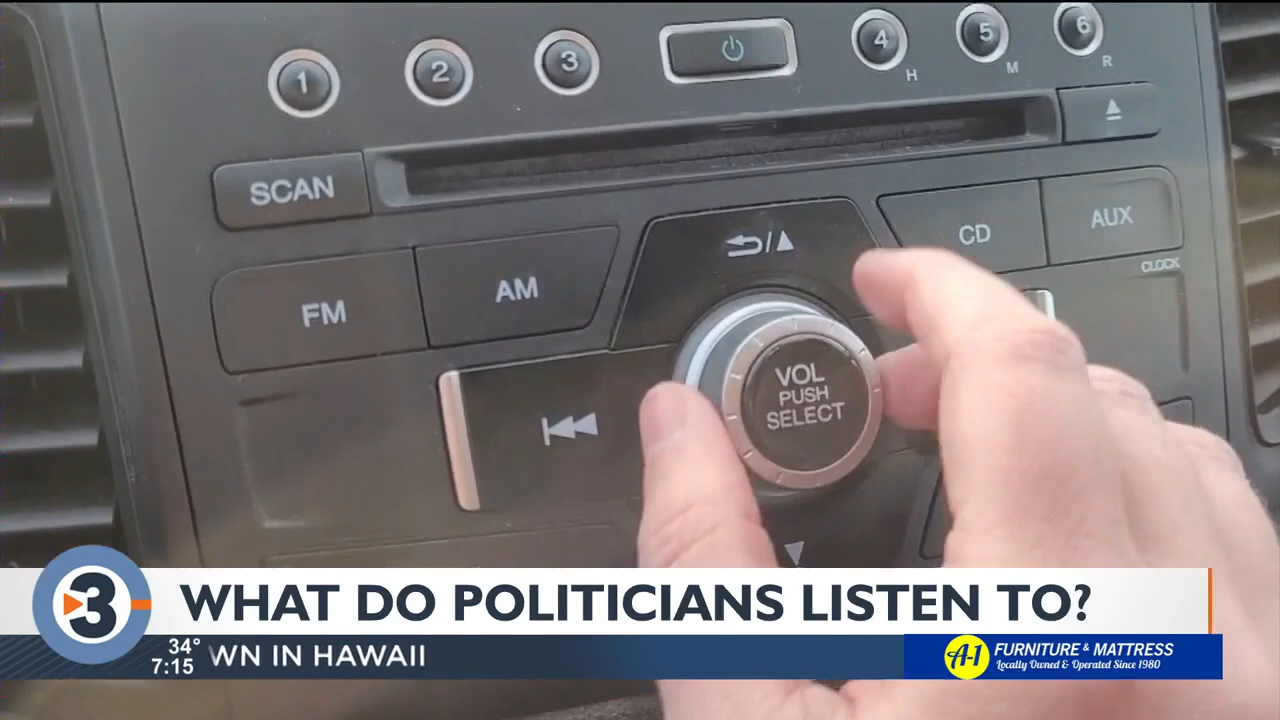 1
2
3
4
5
6
H
M
R
SCAN
CD
AUX
CLOCK
FM
AM
VOL
PUSH
SELECT
3
WHAT DO POLITICIANS LISTEN TO?
34°
7:15
WN IN HAWAII
A-1
FURNITURE & MATTRESS
Locally Owned & Operated Since 1980